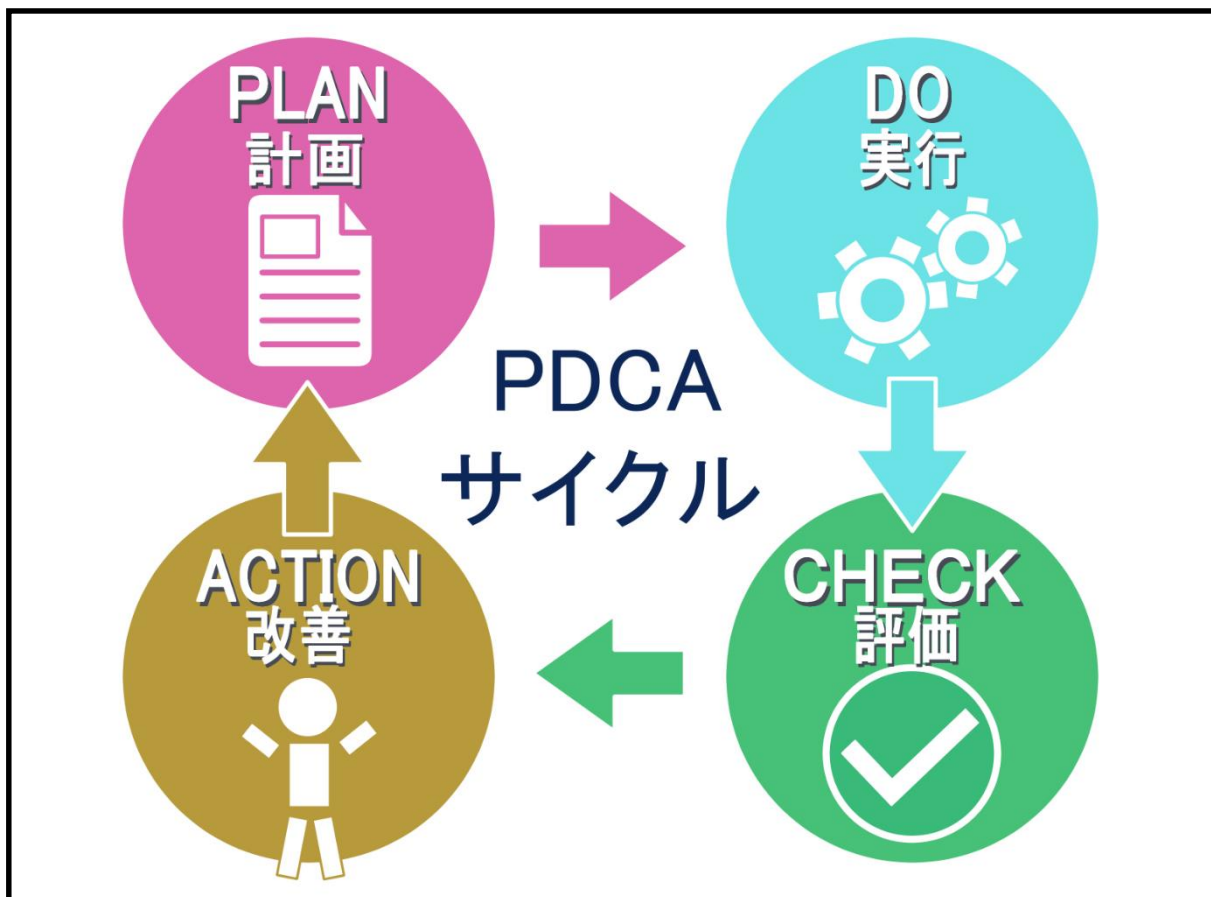 PLAN
計画
DO
実行
PDCA
サイクル
ACTION
改善
CHECK
評価